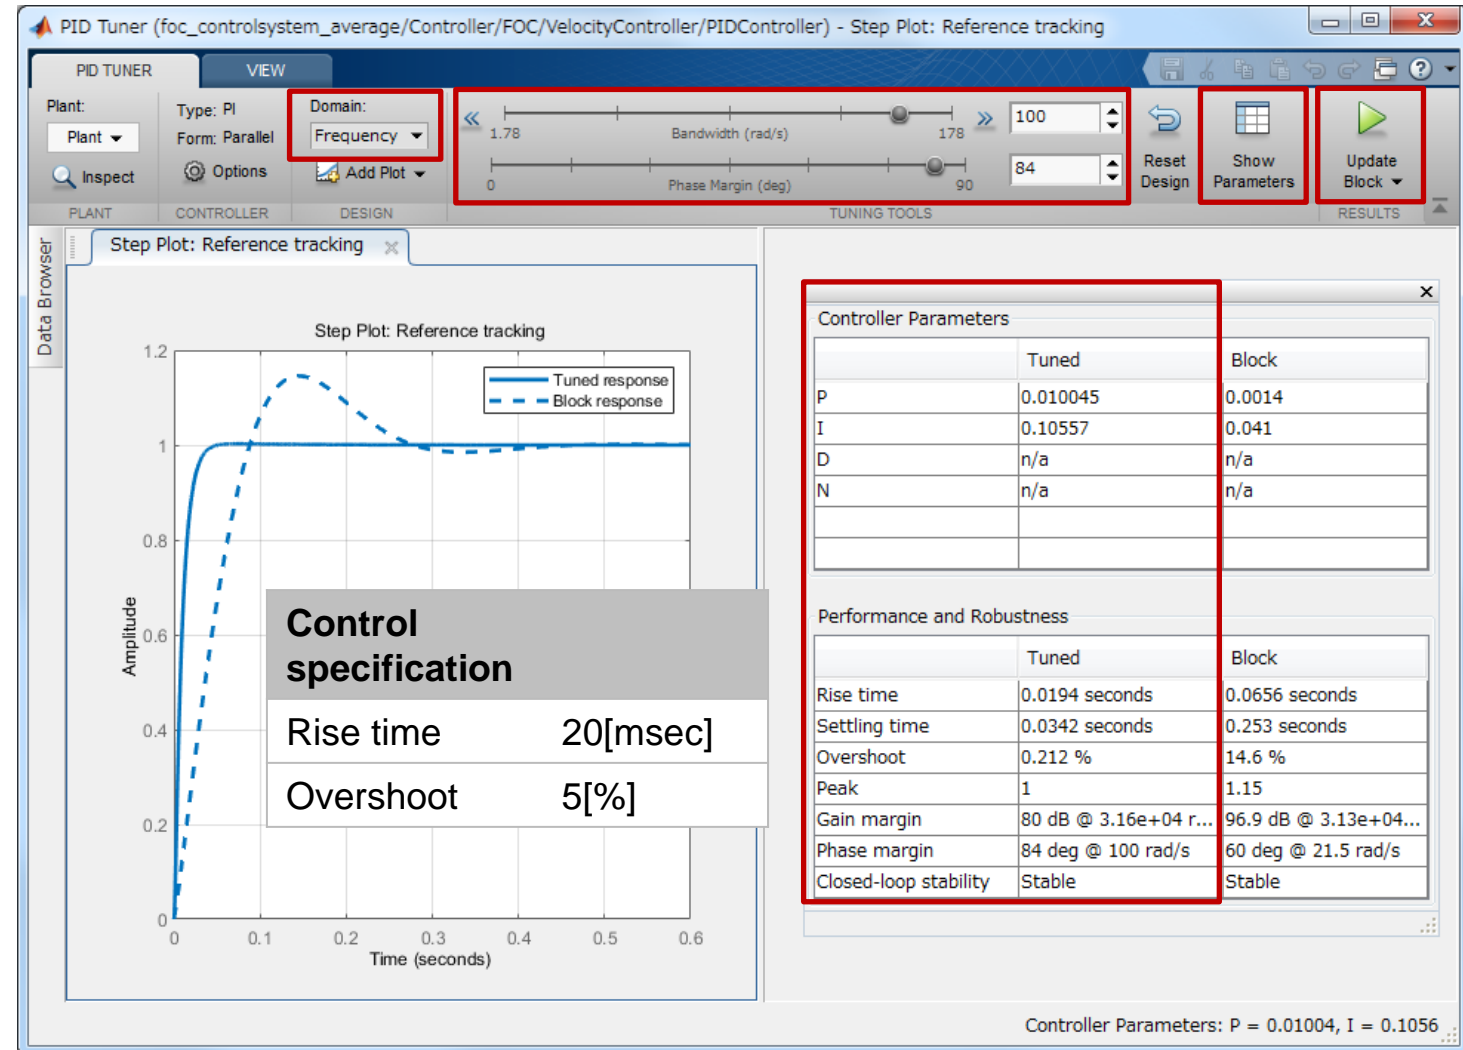 PID Tuner (foc_controlsystem_average/Controller/FOC/VelocityController/PIDController) - Step Plot: Reference tracking
PID TUNER VIEW
Plant:
Plant
Inspect
PLANT
Type: PI
Form: Parallel
Options
CONTROLLER
Domain:
Frequency
Add Plot
DESIGN
1.78 Bandwidth (rad/s) 178
100
0 Phase Margin (deg) 90
84
TUNING TOOLS
Reset
Design
Show
Parameters
Update
Block
RESULTS
Data Browser
Step Plot: Reference tracking
Step Plot: Reference tracking
Tuned response
Block response
1.2
1
0.8
0.6
0.4
0.2
0
Amplitude
0 0.1 0.2 0.3 0.4 0.5 0.6
Time (seconds)
Control
specification
Rise time 20[msec]
Overshoot 5[%]
Controller Parameters
Tuned Block
P 0.010045 0.0014
I 0.10557 0.041
D n/a n/a
N n/a n/a
Performance and Robustness
Tuned Block
Rise time 0.0194 seconds 0.0656 seconds
Settling time 0.0342 seconds 0.253 seconds
Overshoot 0.212 % 14.6 %
Peak 1 1.15
Gain margin 80 dB @ 3.16e+04 r... 96.9 dB @ 3.13e+04...
Phase margin 84 deg @ 100 rad/s 60 deg @ 21.5 rad/s
Closed-loop stability Stable Stable
Controller Parameters: P = 0.01004, I = 0.1056